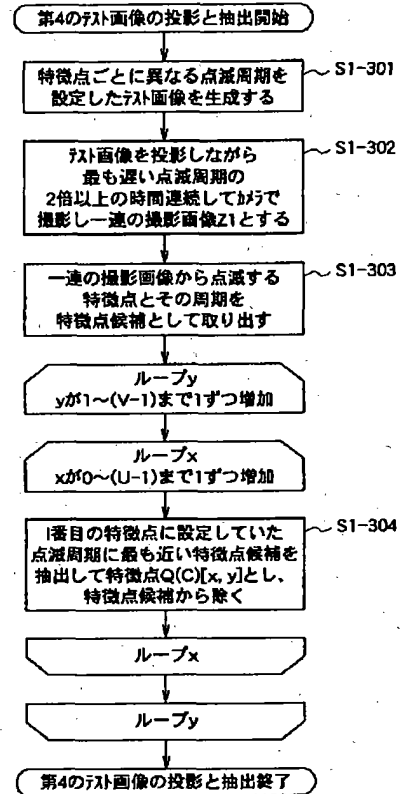 第4のテスト画像の投影と抽出開始
特徴点ごとに異なる点滅周期を
設定したテスト画像を生成する
S1-301
テスト画像を投影しながら
最も遅い点滅周期の
2倍以上の時間連続してカメラで
撮影し一連の撮影画像Z1とする
S1-302
一連の撮影画像から点滅する
特徴点とその周期を
特徴点候補として取り出す
S1-303
ループy
yが1～(V-1)まで1ずつ増加
ループx
xが0～(U-1)まで1ずつ増加
I番目の特徴点に設定していた
点滅周期に最も近い特徴点候補を
抽出して特徴点Q(C)[x, y]とし、
特徴点候補から除く
S1-304
ループx
ループy
第4のテスト画像の投影と抽出終了